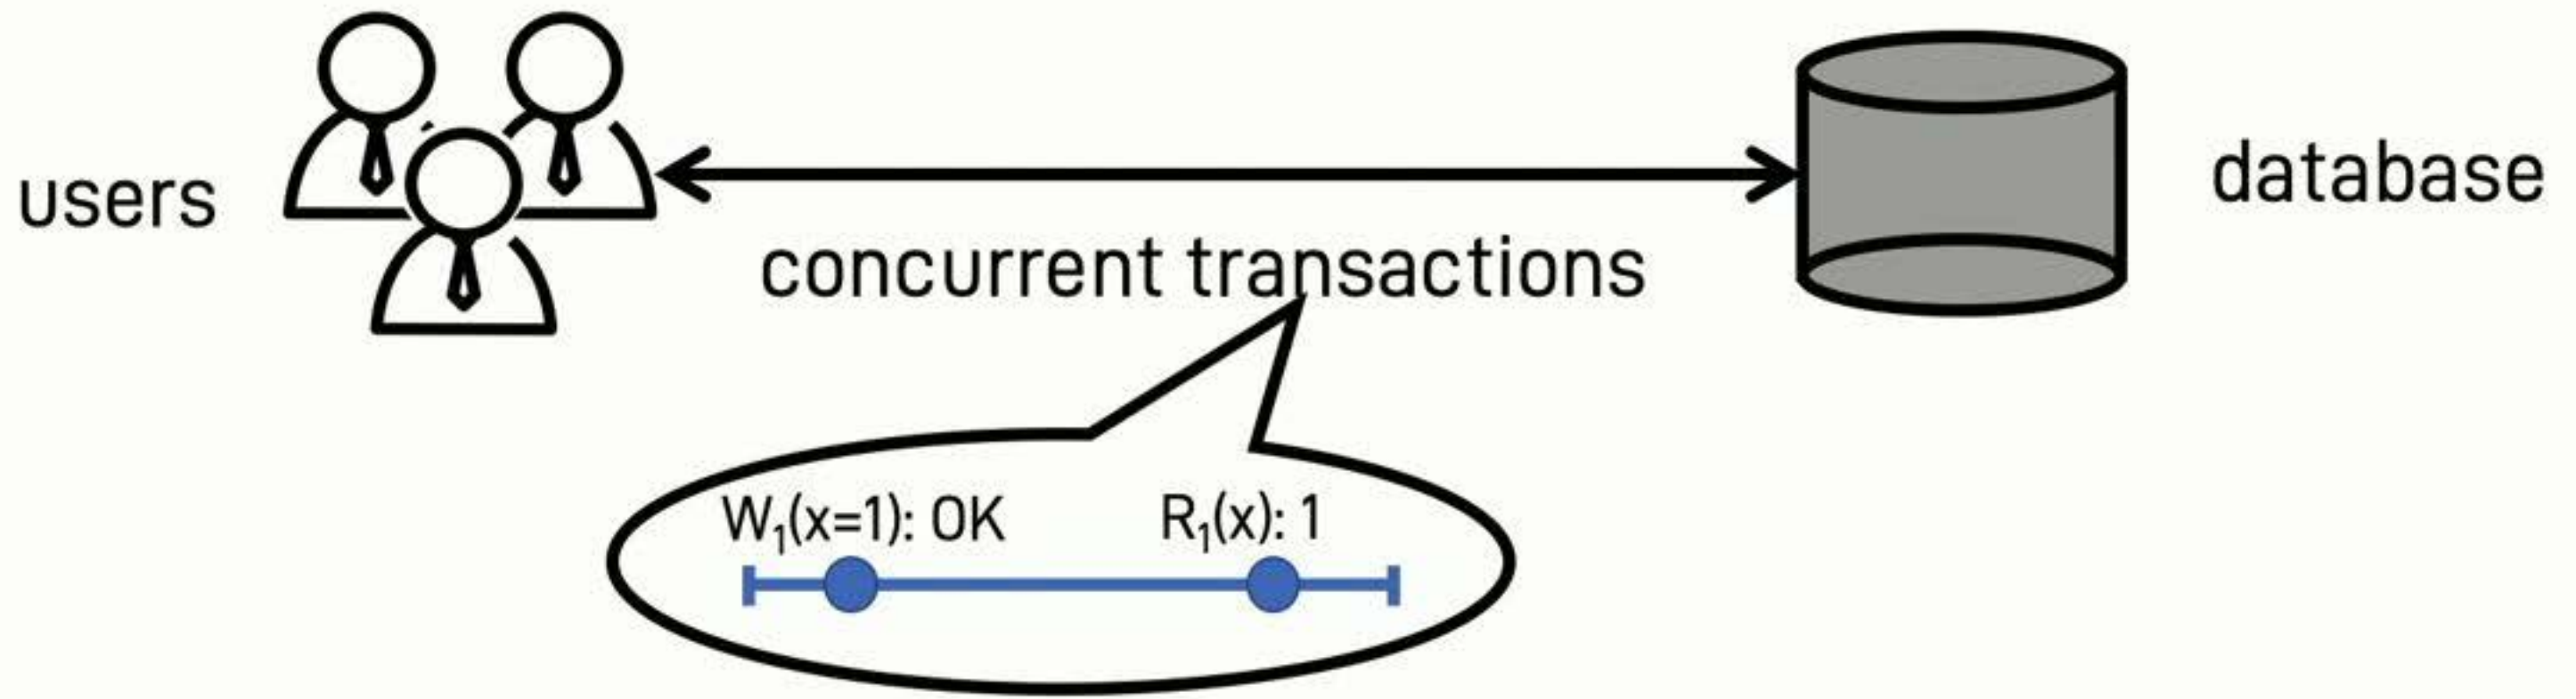 users
database
concurrent transactions
W₁(x=1): OK
R₁(x): 1